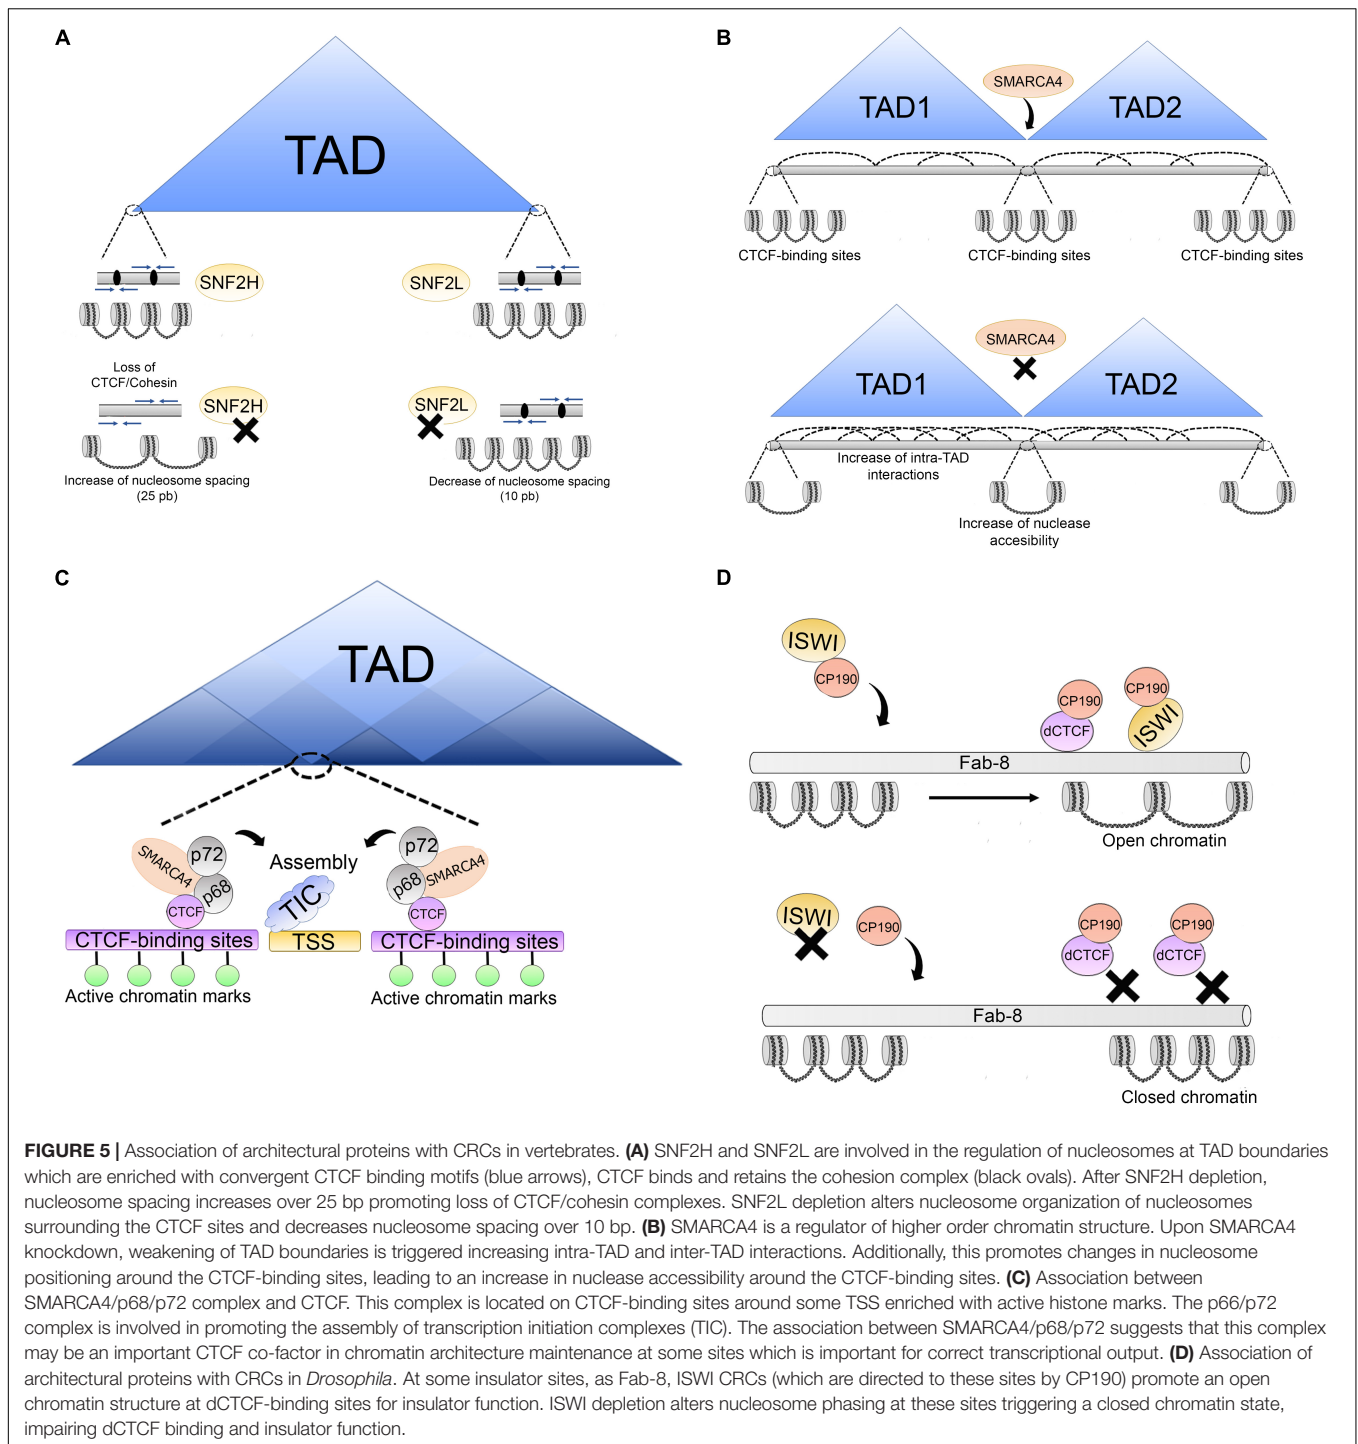 A
TAD
SNF2H
SNF2L
Loss of
CTCF/Cohesin
SNF2H
SNF2L
Increase of nucleosome spacing
(25 pb)
Decrease of nucleosome spacing
(10 pb)
B
SMARCA4
TAD1
TAD2
CTCF-binding sites
CTCF-binding sites
CTCF-binding sites
SMARCA4
TAD1
TAD2
Increase of intra-TAD
interactions
Increase of nuclease
accesibility
C
TAD
SMARCA4
p72
p68
CTCF
Assembly
TIC
p72
p68
SMARCA4
CTCF
CTCF-binding sites
TSS
CTCF-binding sites
Active chromatin marks
Active chromatin marks
D
ISWI
CP190
CP190
dCTCF
CP190
ISWI
Fab-8
Open chromatin
ISWI
CP190
CP190
dCTCF
CP190
dCTCF
Fab-8
Closed chromatin
FIGURE 5 | Association of architectural proteins with CRCs in vertebrates. (A) SNF2H and SNF2L are involved in the regulation of nucleosomes at TAD boundaries
which are enriched with convergent CTCF binding motifs (blue arrows), CTCF binds and retains the cohesion complex (black ovals). After SNF2H depletion,
nucleosome spacing increases over 25 bp promoting loss of CTCF/cohesin complexes. SNF2L depletion alters nucleosome organization of nucleosomes
surrounding the CTCF sites and decreases nucleosome spacing over 10 bp. (B) SMARCA4 is a regulator of higher order chromatin structure. Upon SMARCA4
knockdown, weakening of TAD boundaries is triggered increasing intra-TAD and inter-TAD interactions. Additionally, this promotes changes in nucleosome
positioning around the CTCF-binding sites, leading to an increase in nuclease accessibility around the CTCF-binding sites. (C) Association between
SMARCA4/p68/p72 complex and CTCF. This complex is located on CTCF-binding sites around some TSS enriched with active histone marks. The p66/p72
complex is involved in promoting the assembly of transcription initiation complexes (TIC). The association between SMARCA4/p68/p72 suggests that this complex
may be an important CTCF co-factor in chromatin architecture maintenance at some sites which is important for correct transcriptional output. (D) Association of
architectural proteins with CRCs in Drosophila. At some insulator sites, as Fab-8, ISWI CRCs (which are directed to these sites by CP190) promote an open
chromatin structure at dCTCF-binding sites for insulator function. ISWI depletion alters nucleosome phasing at these sites triggering a closed chromatin state,
impairing dCTCF binding and insulator function.